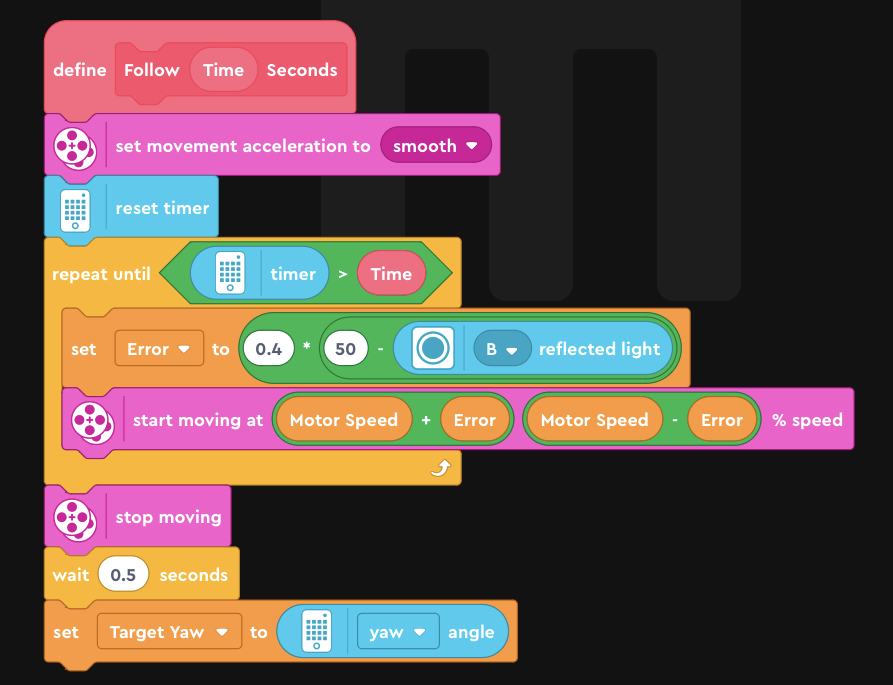 define Follow Time Seconds
set movement acceleration to smooth
reset timer
repeat until timer > Time
set Error to 0.4 * 50 - B reflected light
start moving at Motor Speed + Error Motor Speed - Error % speed
stop moving
wait 0.5 seconds
set Target Yaw to yaw angle